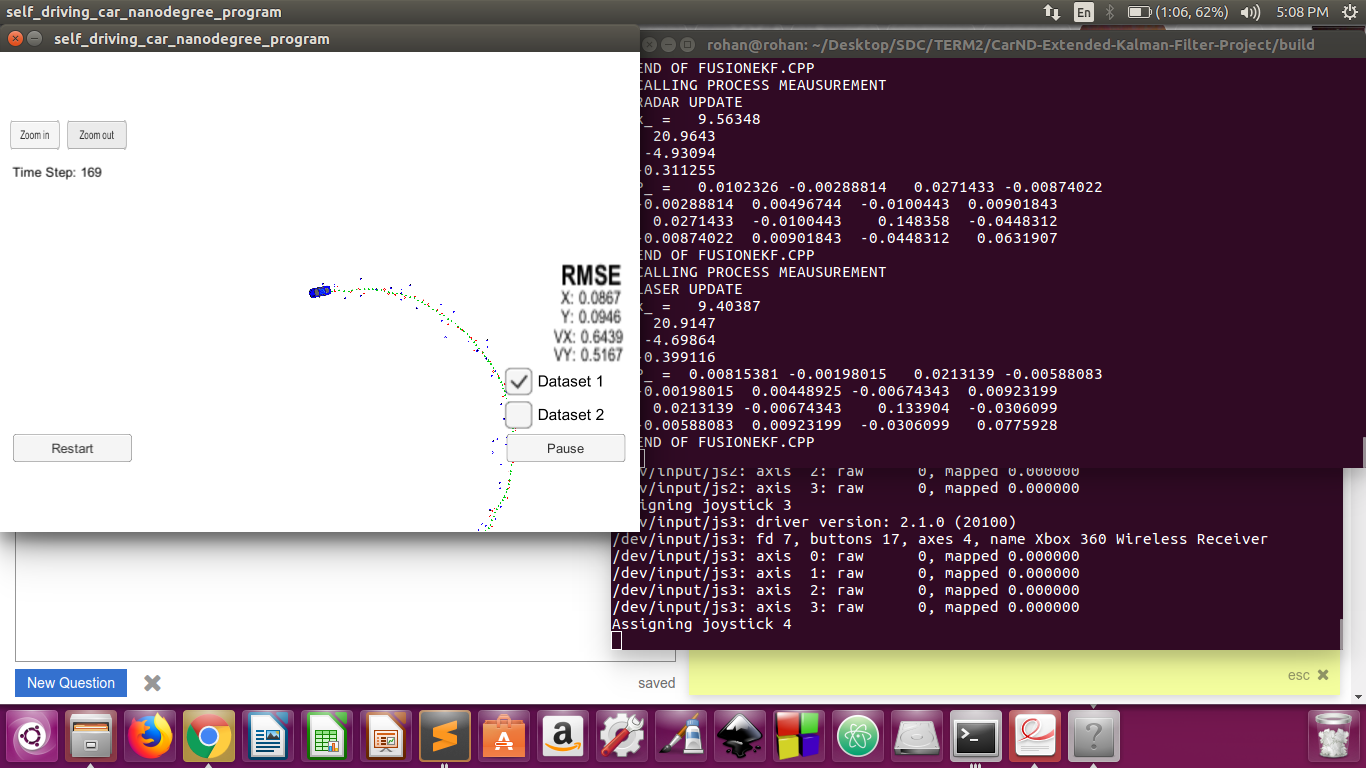 self_driving_car_nanodegree_program
En
(1:06, 62%)
5:08 PM
self_driving_car_nanodegree_program
Zoom in
Zoom out
Time Step: 169
RMSE
X: 0.0867
Y: 0.0946
VX: 0.6439
VY: 0.5167
Dataset 1
Dataset 2
Restart
Pause
rohan@rohan: ~/Desktop/SDC/TERM2/CarND-Extended-Kalman-Filter-Project/build
END OF FUSIONEKF.CPP
CALLING PROCESS MEAUSUREMENT
RADAR UPDATE
x_ = 9.56348
20.9643
-4.93094
-0.311255
P_ = 0.0102326 -0.00288814 0.0271433 -0.00874022
-0.00288814 0.00496744 -0.0100443 0.00901843
0.0271433 -0.0100443 0.148358 -0.0448312
-0.00874022 0.00901843 -0.0448312 0.0631907
END OF FUSIONEKF.CPP
CALLING PROCESS MEAUSUREMENT
LASER UPDATE
x_ = 9.40387
20.9147
-4.69864
-0.399116
P_ = 0.00815381 -0.00198015 0.0213139 -0.00588083
-0.00198015 0.00448925 -0.00674343 0.00923199
0.0213139 -0.00674343 0.133904 -0.0306099
-0.00588083 0.00923199 -0.0306099 0.0775928
END OF FUSIONEKF.CPP
v/input/js2: axis 2: raw 0, mapped 0.000000
v/input/js2: axis 3: raw 0, mapped 0.000000
signing joystick 3
v/input/js3: driver version: 2.1.0 (20100)
/dev/input/js3: fd 7, buttons 17, axes 4, name Xbox 360 Wireless Receiver
/dev/input/js3: axis 0: raw 0, mapped 0.000000
/dev/input/js3: axis 1: raw 0, mapped 0.000000
/dev/input/js3: axis 2: raw 0, mapped 0.000000
/dev/input/js3: axis 3: raw 0, mapped 0.000000
Assigning joystick 4
New Question
saved
esc